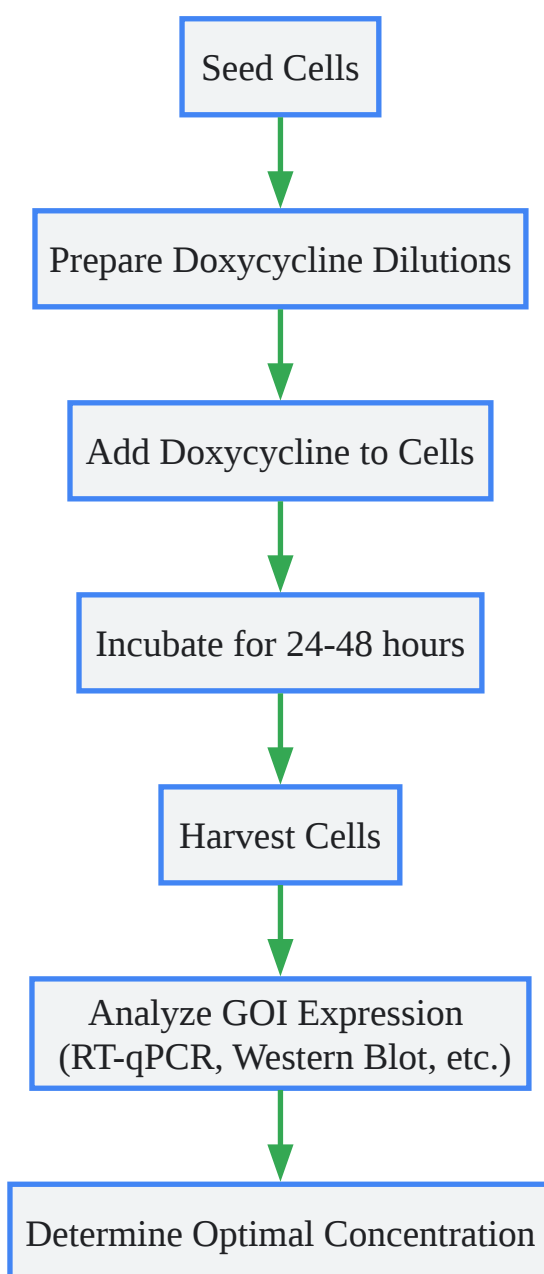 Seed Cells
Prepare Doxycycline Dilutions
Add Doxycycline to Cells
Incubate for 24-48 hours
Harvest Cells
Analyze GOI Expression
(RT-qPCR, Western Blot, etc.)
Determine Optimal Concentration